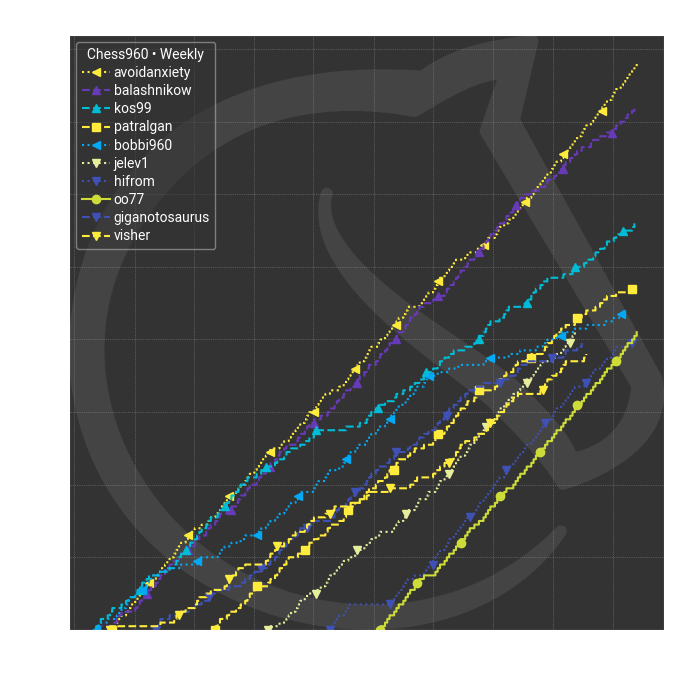 Chess960 • Weekly
avoidanxiety
balashnikow
kos99
patralgan
bobbi960
jelev1
hifrom
oo77
giganotosaurus
visher